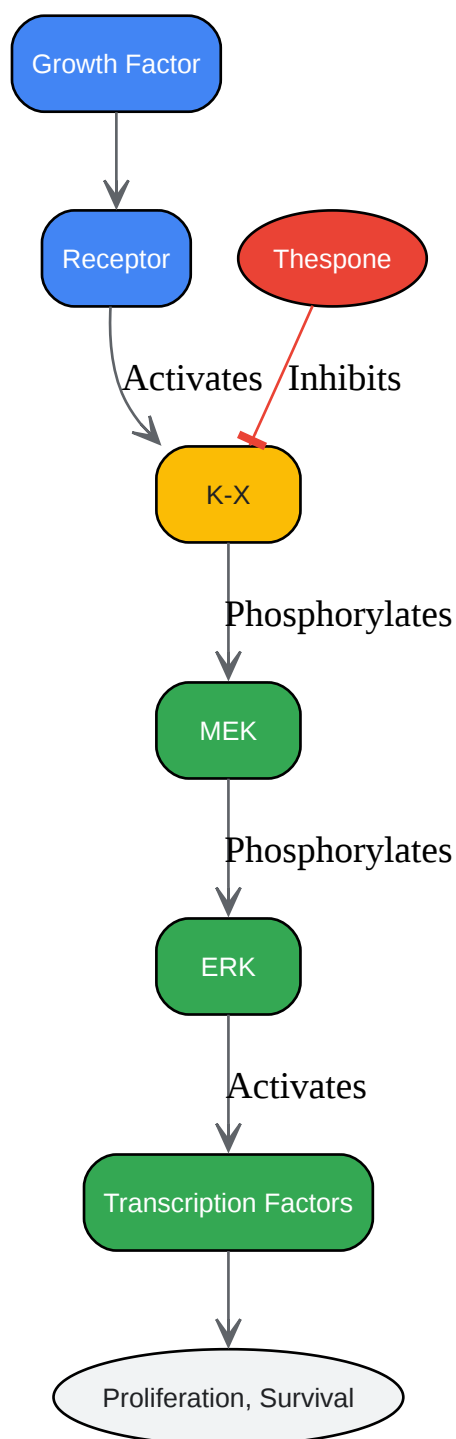 Growth Factor
Receptor
Thespone
Activates
Inhibits
K-X
Phosphorylates
MEK
Phosphorylates
ERK
Activates
Transcription Factors
Proliferation, Survival